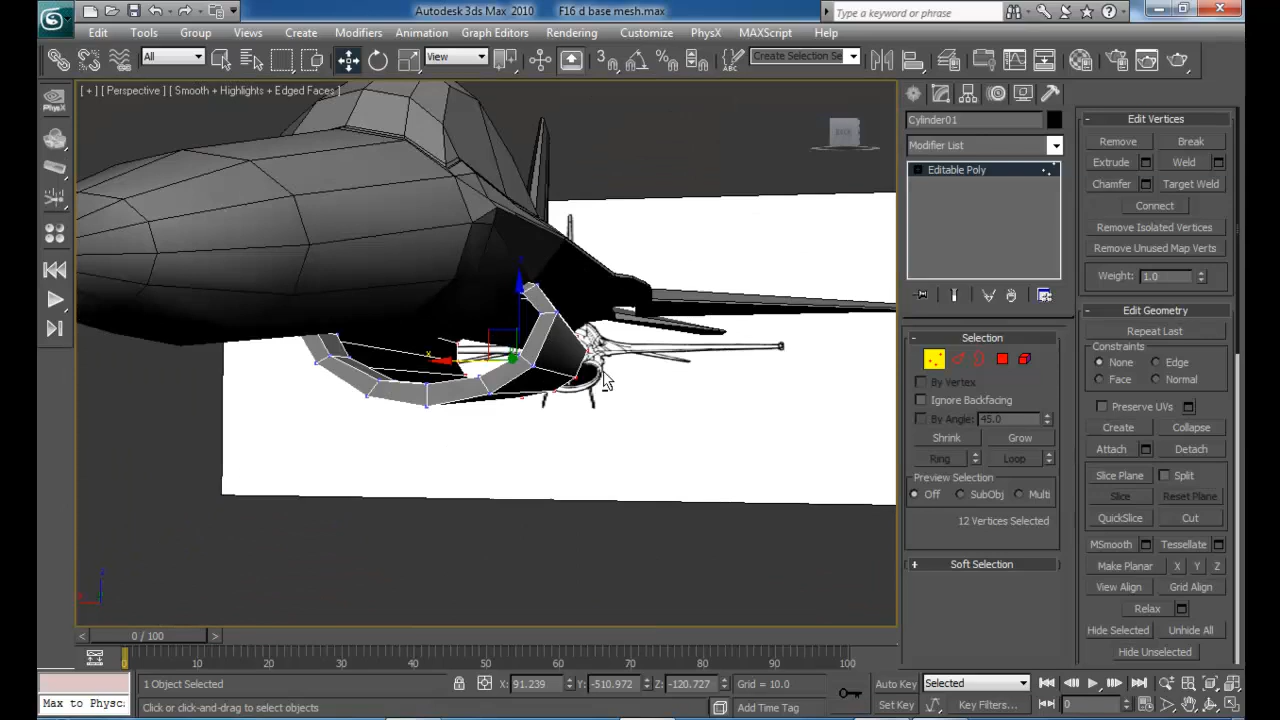 Autodesk 3ds Max 2010 F16 d base mesh.max
Type a keyword or phrase
Edit Tools Group Views Create Modifiers Animation Graph Editors Rendering Customize PhysX MAXScript Help
All
View
3
Create Selection Se
[ + ] [ Perspective ] [ Smooth + Highlights + Edged Faces ]
BACK
PhysX
Cylinder01
Modifier List
Editable Poly
Selection
By Vertex
Ignore Backfacing
By Angle: 45.0
Shrink Grow
Ring Loop
Preview Selection
Off SubObj Multi
12 Vertices Selected
Soft Selection
Edit Vertices
Remove Break
Extrude Weld
Chamfer Target Weld
Connect
Remove Isolated Vertices
Remove Unused Map Verts
Weight: 1.0
Edit Geometry
Repeat Last
Constraints
None Edge
Face Normal
Preserve UVs
Create Collapse
Attach Detach
Slice Plane Split
Slice Reset Plane
QuickSlice Cut
MSmooth Tessellate
Make Planar X Y Z
View Align Grid Align
Relax
Hide Selected Unhide All
Hide Unselected
< 0 / 100 >
0 10 20 30 40 50 60 70 80 90 100
1 Object Selected X: 91.239 Y: -510.972 Z: -120.727 Grid = 10.0 Auto Key Selected
Max to Physc. Click or click-and-drag to select objects Add Time Tag Set Key Key Filters... 0